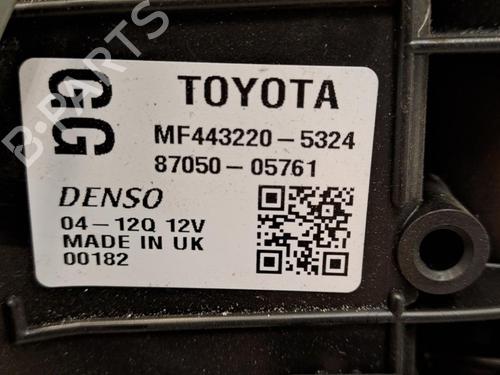 GG
TOYOTA
MF443220-5324
87050-05761
DENSO
04-12Q 12V
MADE IN UK
00182
B-PARTS